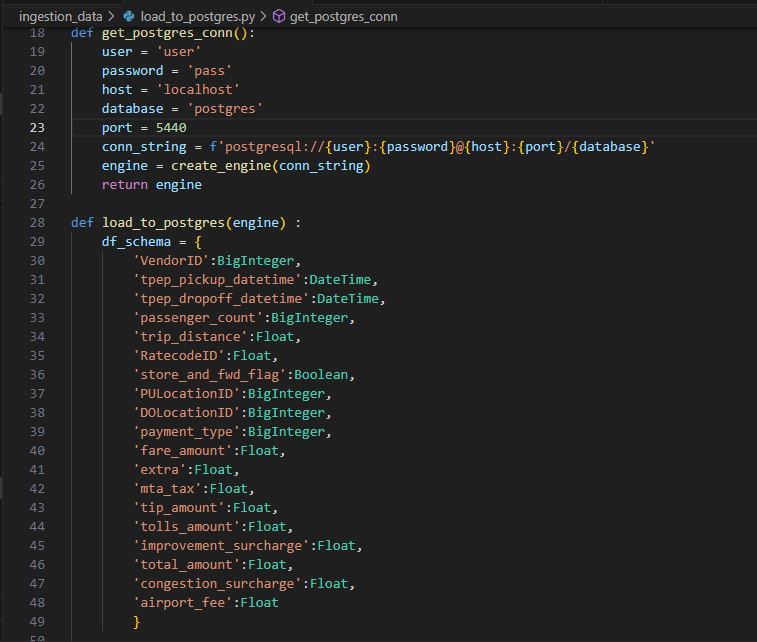 ingestion_data > load_to_postgres.py > get_postgres_conn
18 def get_postgres_conn():
19 user = 'user'
20 password = 'pass'
21 host = 'localhost'
22 database = 'postgres'
23 port = 5440
24 conn_string = f'postgresql://{user}:{password}@{host}:{port}/{database}'
25 engine = create_engine(conn_string)
26 return engine
27
28 def load_to_postgres(engine) :
29 df_schema = {
30 'VendorID':BigInteger,
31 'tpep_pickup_datetime':DateTime,
32 'tpep_dropoff_datetime':DateTime,
33 'passenger_count':BigInteger,
34 'trip_distance':Float,
35 'RatecodeID':Float,
36 'store_and_fwd_flag':Boolean,
37 'PULocationID':BigInteger,
38 'DOLocationID':BigInteger,
39 'payment_type':BigInteger,
40 'fare_amount':Float,
41 'extra':Float,
42 'mta_tax':Float,
43 'tip_amount':Float,
44 'tolls_amount':Float,
45 'improvement_surcharge':Float,
46 'total_amount':Float,
47 'congestion_surcharge':Float,
48 'airport_fee':Float
49 }
50